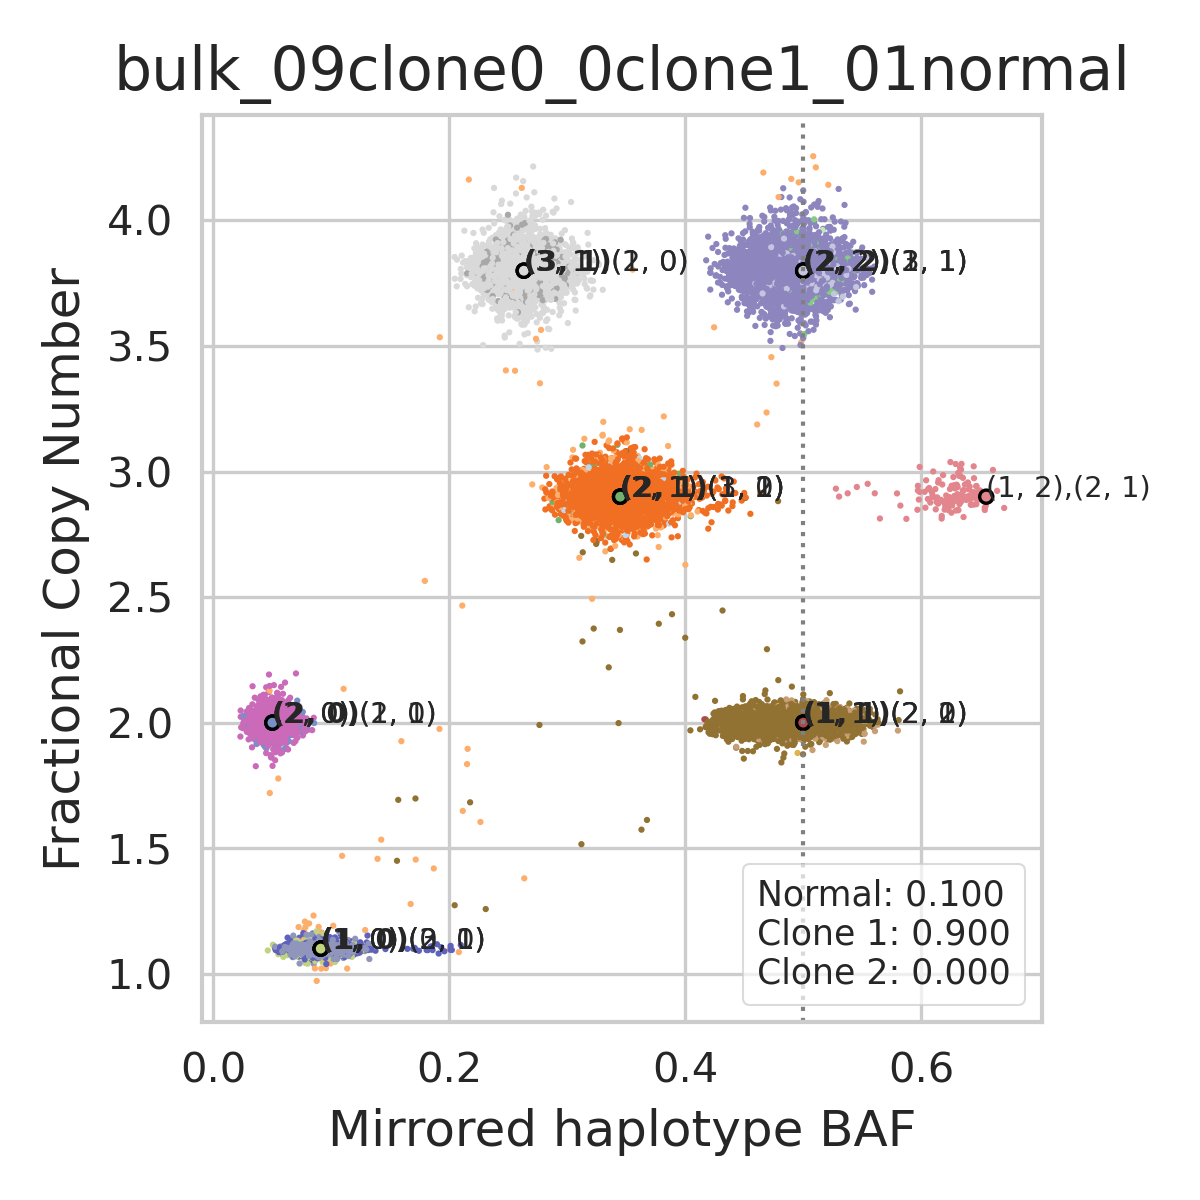 bulk_09clone0_0clone1_01normal
4.0
3.5
3.0
2.5
2.0
1.5
1.0
Fractional Copy Number
(1, 2),(2, 1)
Normal: 0.100
Clone 1: 0.900
Clone 2: 0.000
0.0
0.2
0.4
0.6
Mirrored haplotype BAF